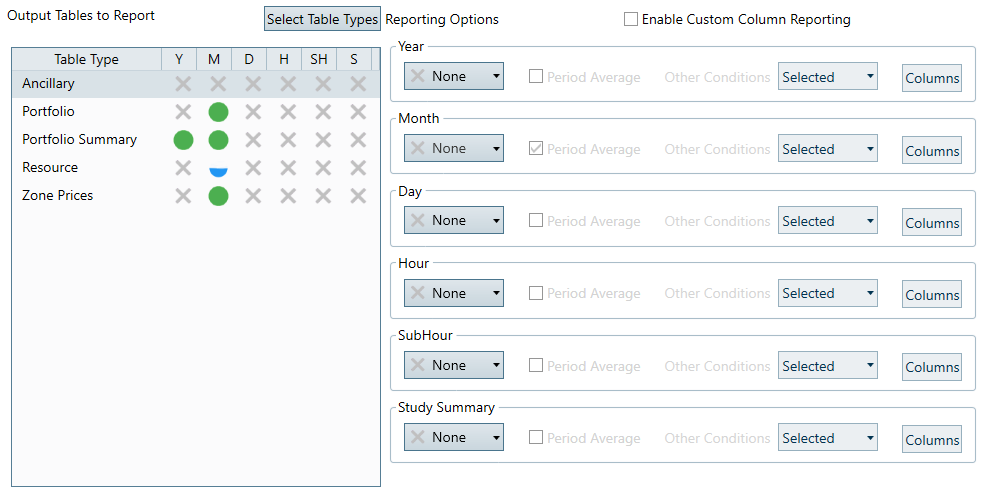 Output Tables to Report
Select Table Types
Reporting Options
Enable Custom Column Reporting
Table Type Y M D H SH S
Ancillary
Portfolio
Portfolio Summary
Resource
Zone Prices
Year
None Period Average Other Conditions Selected Columns
Month
None Period Average Other Conditions Selected Columns
Day
None Period Average Other Conditions Selected Columns
Hour
None Period Average Other Conditions Selected Columns
SubHour
None Period Average Other Conditions Selected Columns
Study Summary
None Period Average Other Conditions Selected Columns